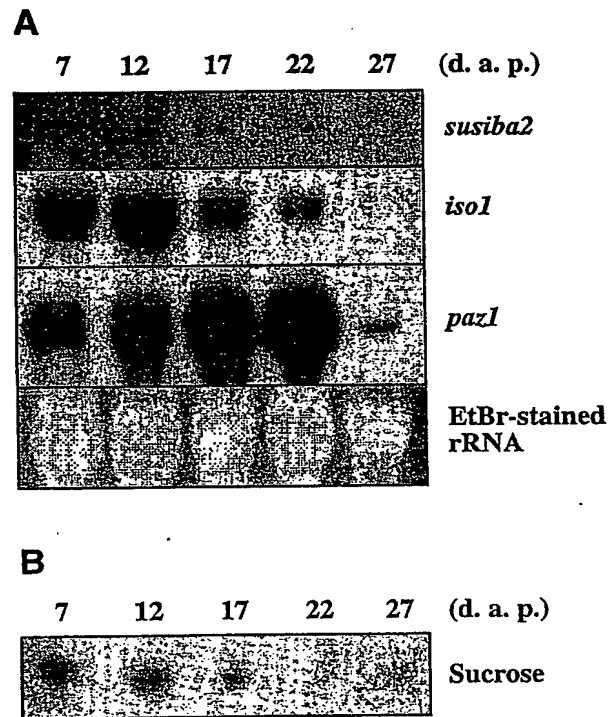 A
7 12 17 22 27 (d. a. p.)
susiba2
iso1
paz1
EtBr-stained
rRNA
B
7 12 17 22 27 (d. a. p.)
Sucrose